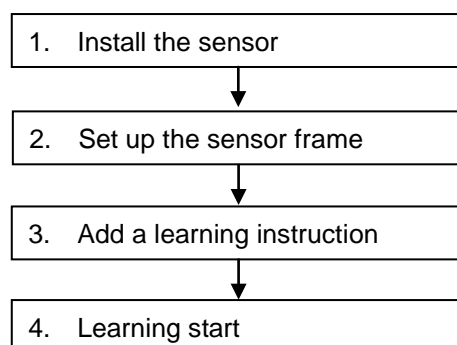 1. Install the sensor
2. Set up the sensor frame
3. Add a learning instruction
4. Learning start